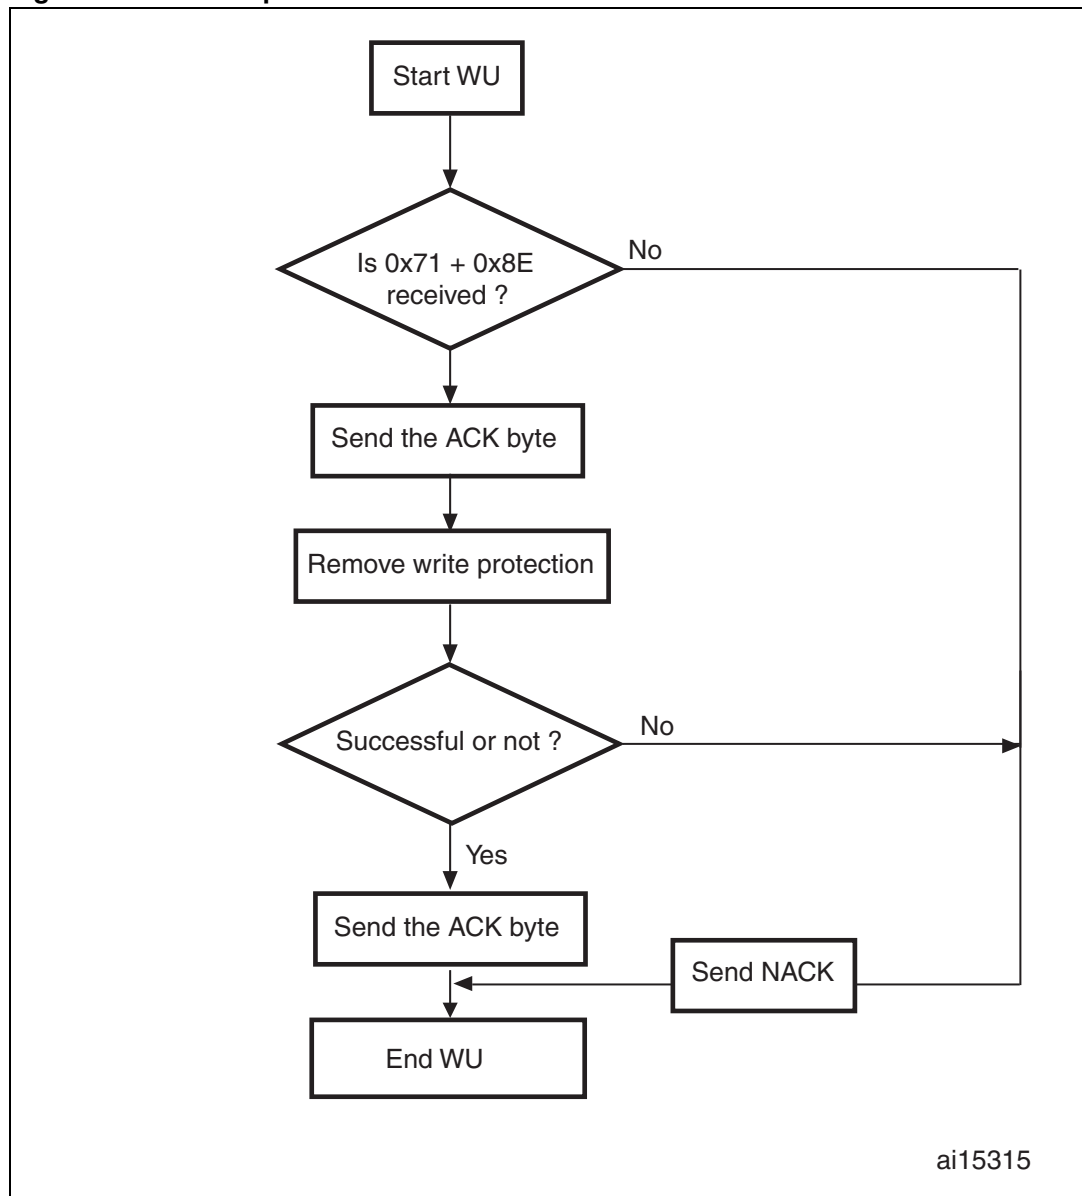 Start WU
Is 0x71 + 0x8E
received ?
No
Send the ACK byte
Remove write protection
Successful or not ?
No
Yes
Send the ACK byte
Send NACK
End WU
ai15315